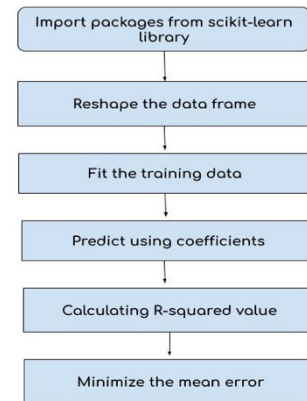 Import packages from scikit-learn
library
Reshape the data frame
Fit the training data
Predict using coefficients
Calculating R-squared value
Minimize the mean error